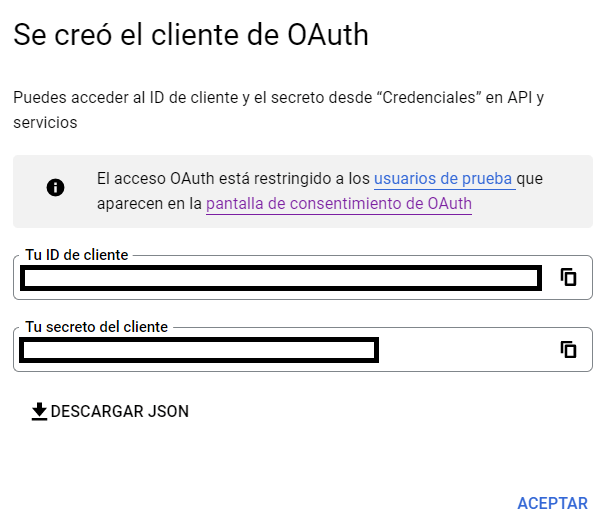 Se creó el cliente de OAuth
Puedes acceder al ID de cliente y el secreto desde “Credenciales” en API y
servicios
El acceso OAuth está restringido a los usuarios de prueba que
aparecen en la pantalla de consentimiento de OAuth
Tu ID de cliente
Tu secreto del cliente
DESCARGAR JSON
ACEPTAR